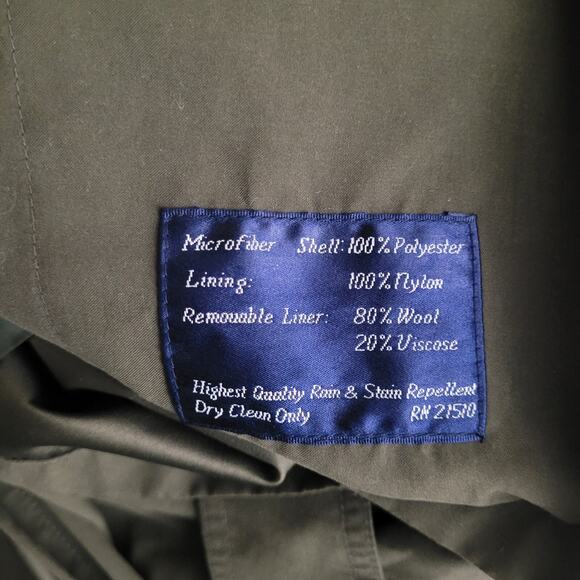 Microfiber Shell: 100% Polyester
Lining: 100% Nylon
Removable Liner: 80% Wool
20% Viscose
Highest Quality Rain & Stain Repellent
Dry Clean Only RN 21510